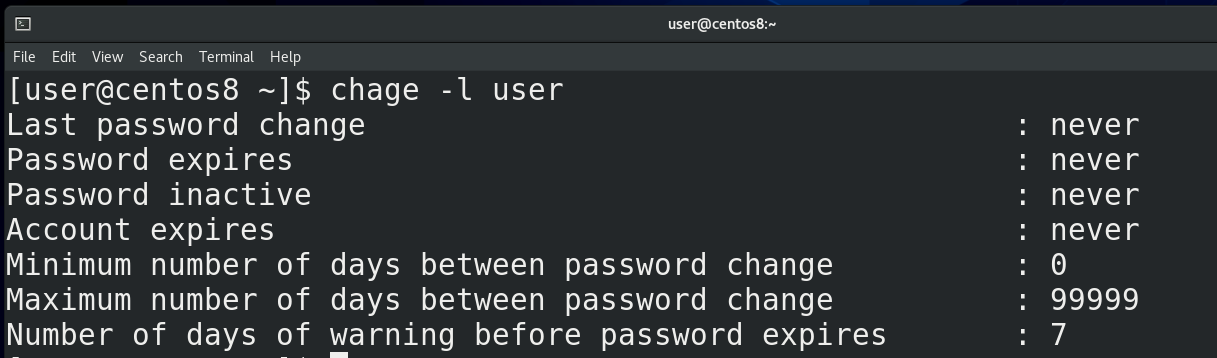 user@centos8:~
File Edit View Search Terminal Help
[user@centos8 ~]$ chage -l user
Last password change : never
Password expires : never
Password inactive : never
Account expires : never
Minimum number of days between password change : 0
Maximum number of days between password change : 99999
Number of days of warning before password expires : 7